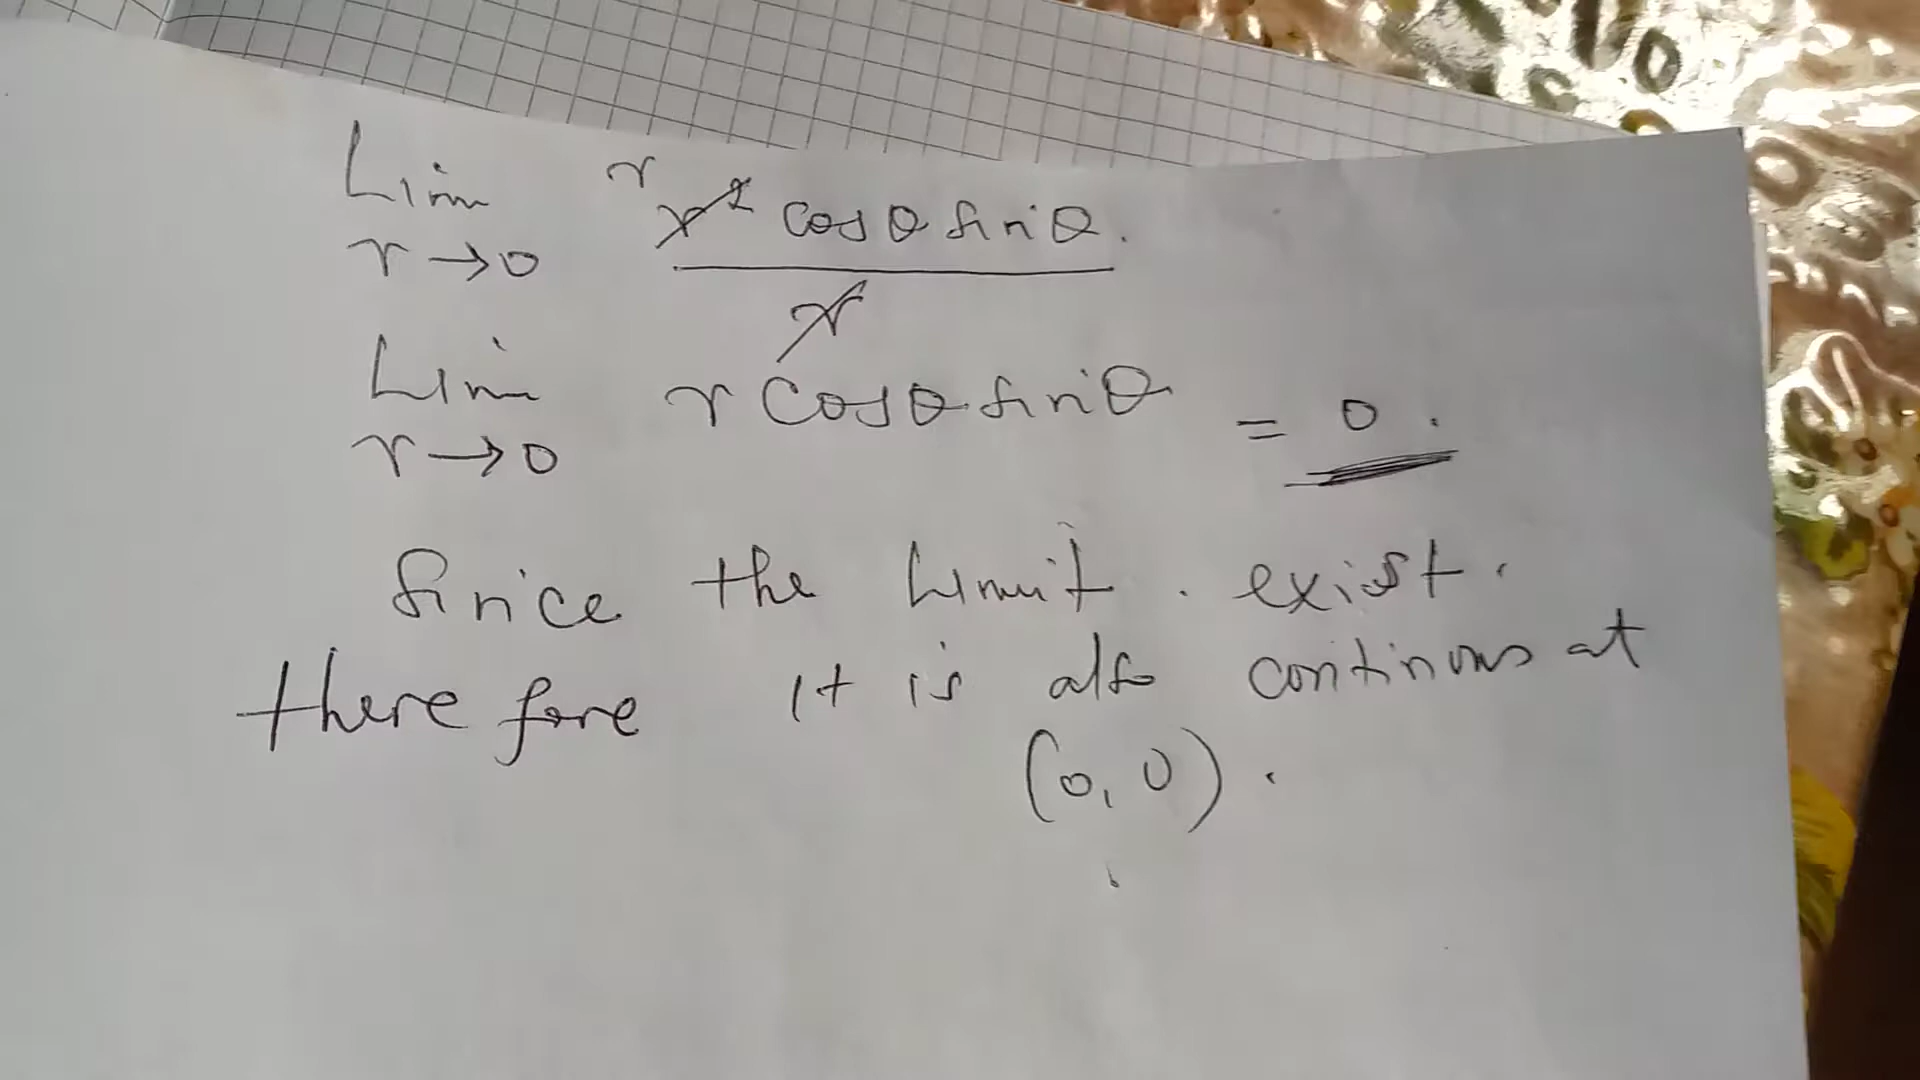 Lim r r² cosθ sinθ.
r→0 r
Lim r cosθ sinθ = 0.
r→0
Since the Limit. exist.
therefore It is also continous at
(0,0).